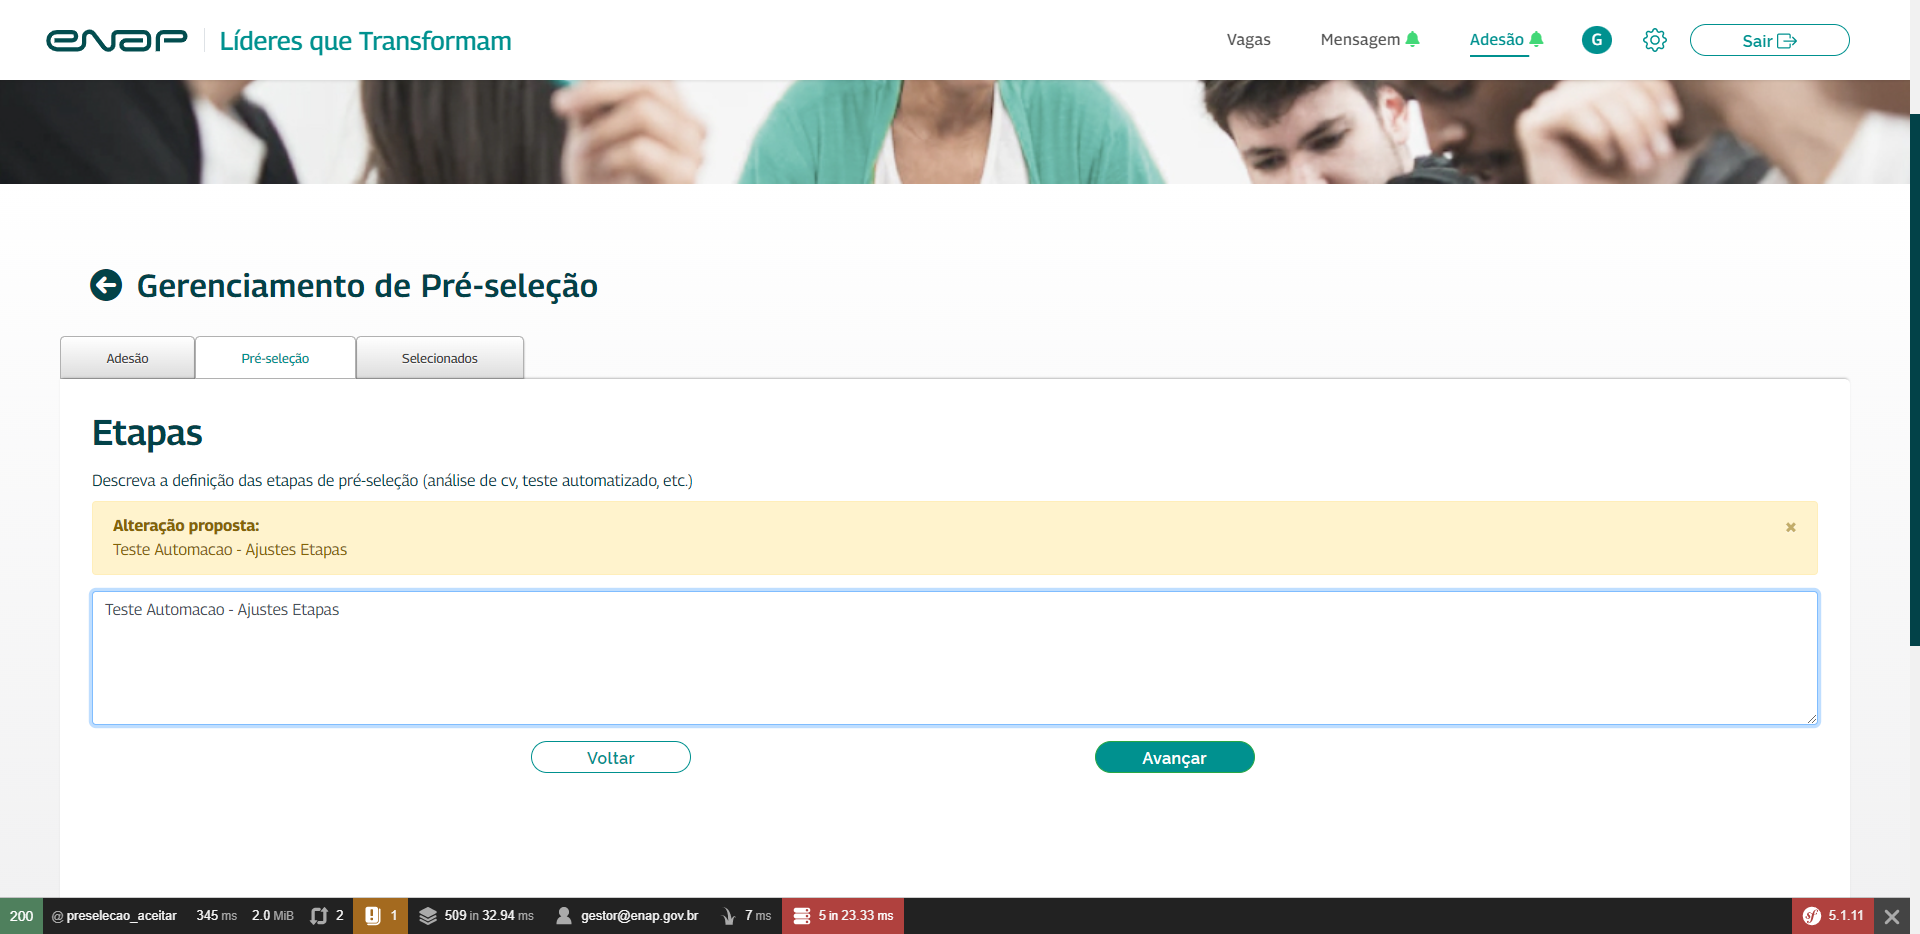 enap
Líderes que Transformam
Vagas
Mensagem
Adesão
G
Sair
Gerenciamento de Pré-seleção
Adesão
Pré-seleção
Selecionados
Etapas
Descreva a definição das etapas de pré-seleção (análise de cv, teste automatizado, etc.)
Alteração proposta:
×
Teste Automacao - Ajustes Etapas
Teste Automacao - Ajustes Etapas
Voltar
Avançar
200 @ preselecao_aceitar 345 ms 2.0 MiB 2 1 509 in 32.94 ms gestor@enap.gov.br 7 ms 5 in 23.33 ms sf 5.1.11